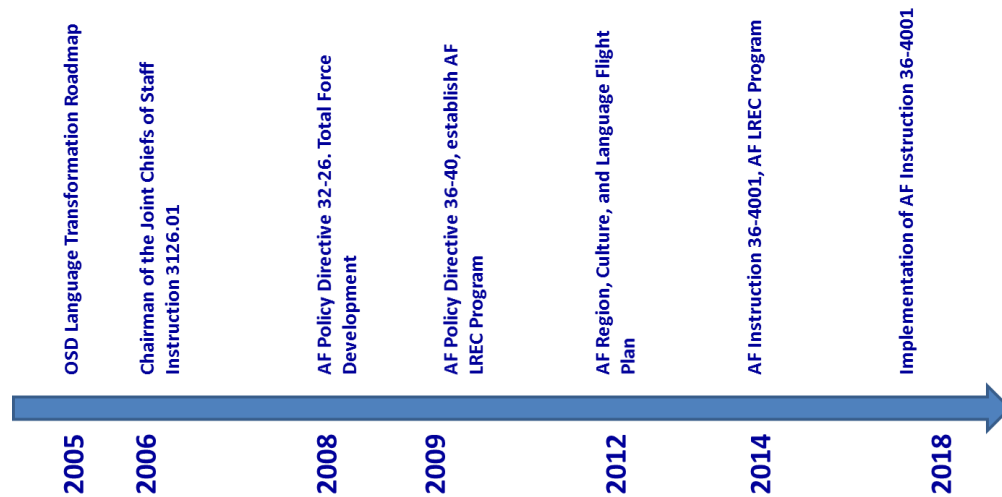 OSD Language Transformation Roadmap
Chairman of the Joint Chiefs of Staff
Instruction 3126.01
AF Policy Directive 32-26. Total Force
Development
AF Policy Directive 36-40, establish AF
LREC Program
AF Region, Culture, and Language Flight
Plan
AF Instruction 36-4001, AF LREC Program
Implementation of AF Instruction 36-4001
2005
2006
2008
2009
2012
2014
2018